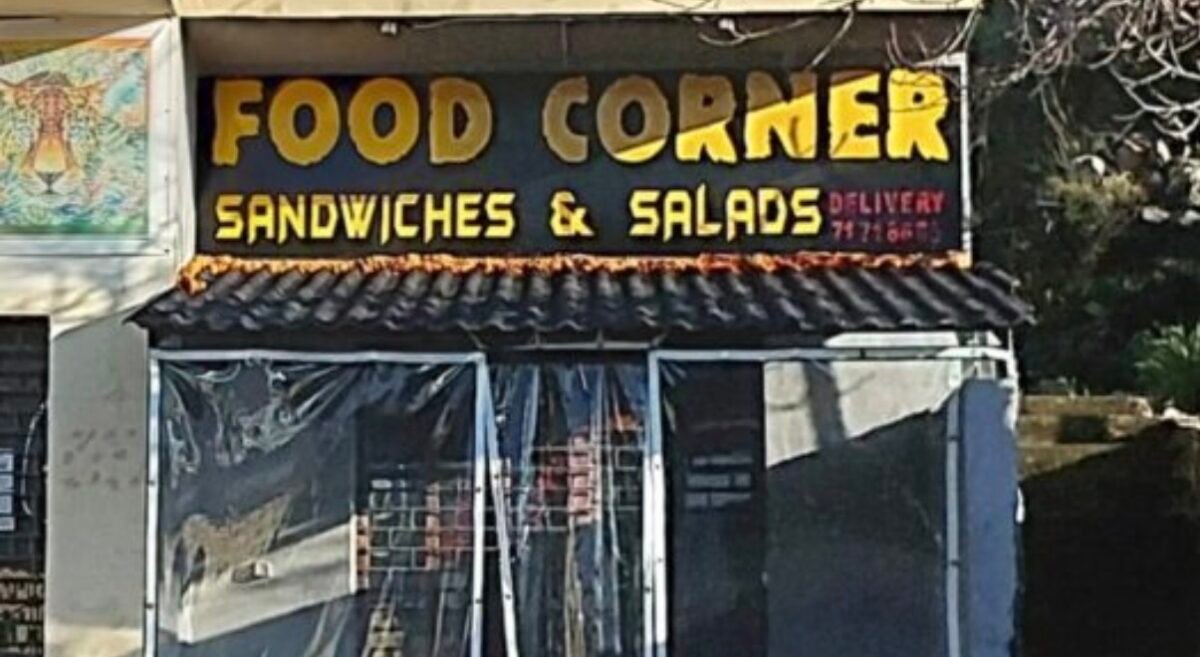 FOOD CORNER
SANDWICHES & SALADS
DELIVERY